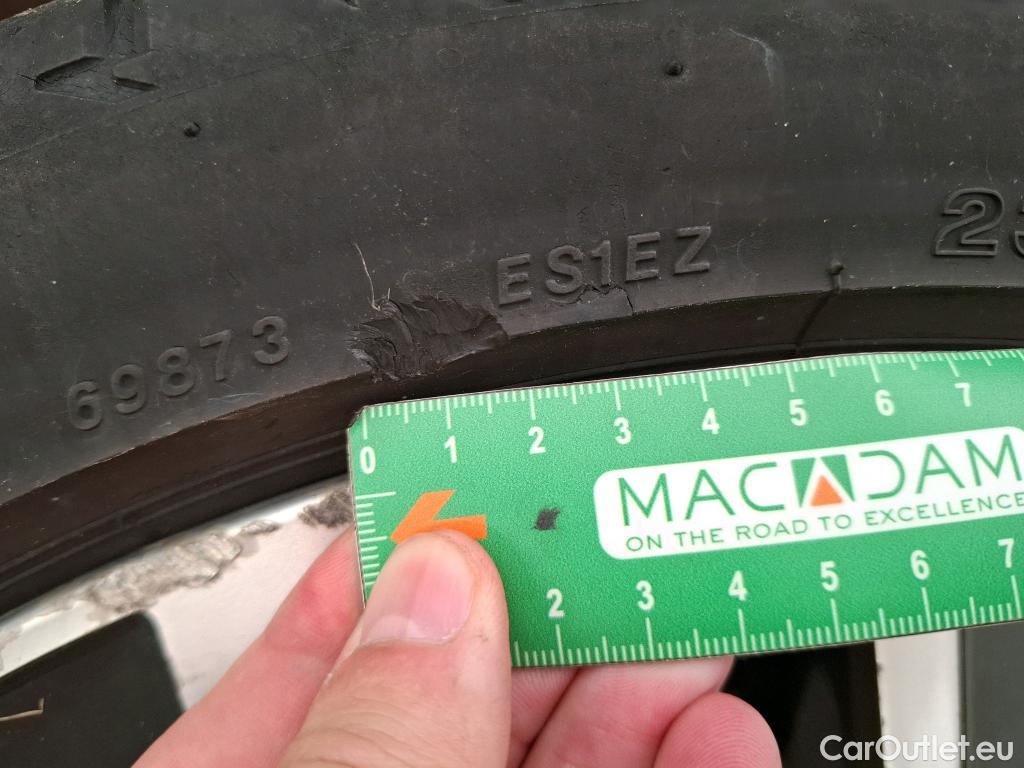 ES1EZ
69873
0 1 2 3 4 5 6 7
MACADAM
ON THE ROAD TO EXCELLENCE
2 3 4 5 6 7
CarOutlet.eu